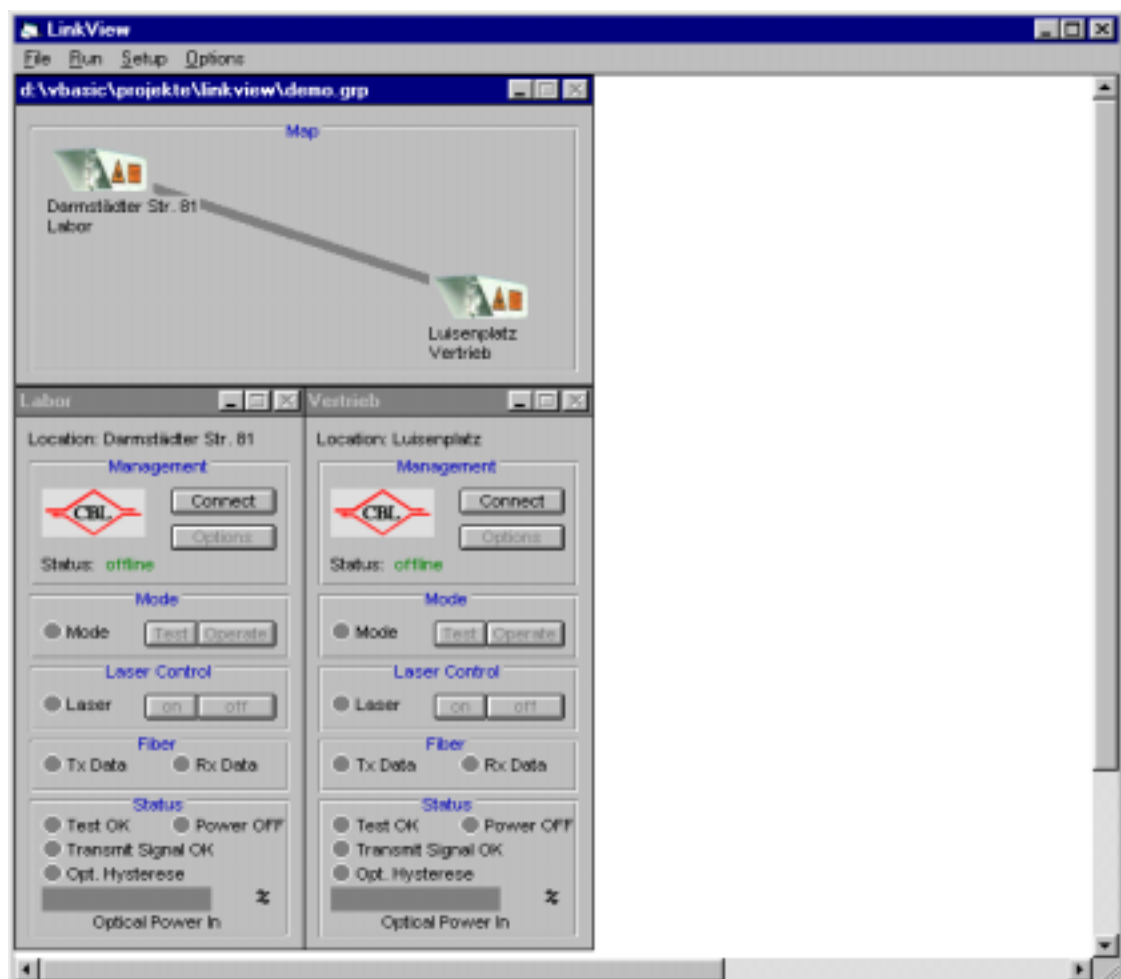 LinkView
File Run Setup Options
d:\vbasic\projekte\linkview\demo.grp
Map
Darmstädter Str. 81
Labor
Luisenplatz
Vertrieb
Labor
Location: Darmstädter Str. 81
Management
CBL
Connect
Options
Status: offline
Mode
Mode Test Operate
Laser Control
Laser on off
Fiber
Tx Data Rx Data
Status
Test OK Power OFF
Transmit Signal OK
Opt. Hysterese
%
Optical Power In
Vertrieb
Location: Luisenplatz
Management
CBL
Connect
Options
Status: offline
Mode
Mode Test Operate
Laser Control
Laser on off
Fiber
Tx Data Rx Data
Status
Test OK Power OFF
Transmit Signal OK
Opt. Hysterese
%
Optical Power In